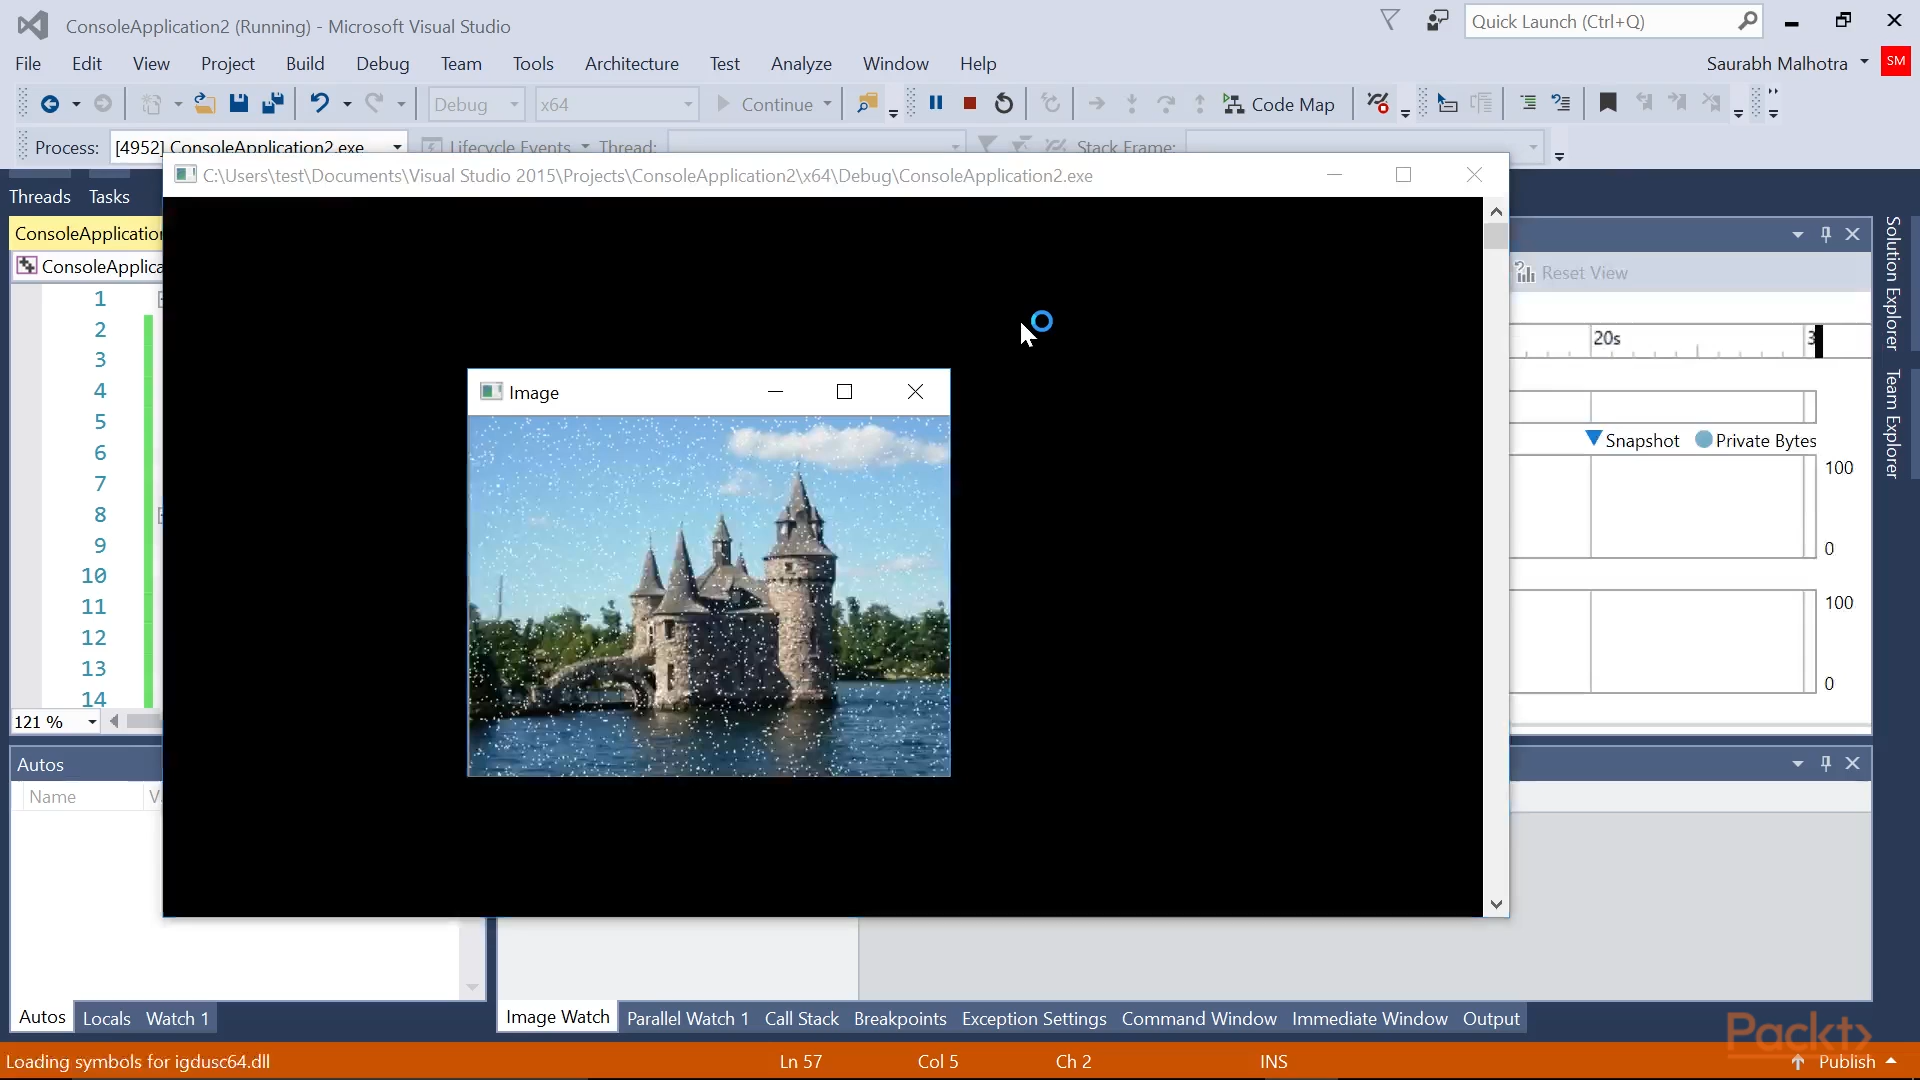 ConsoleApplication2 (Running) - Microsoft Visual Studio
Quick Launch (Ctrl+Q)
File Edit View Project Build Debug Team Tools Architecture Test Analyze Window Help
Saurabh Malhotra SM
Debug x64 Continue Code Map
Process: [4952] ConsoleApplication2.exe Lifecycle Events Thread: Stack Frame:
C:\Users\test\Documents\Visual Studio 2015\Projects\ConsoleApplication2\x64\Debug\ConsoleApplication2.exe
Threads Tasks
ConsoleApplication
ConsoleApplica
Reset View
Solution Explorer
Team Explorer
1
2
3
4
5
6
7
8
9
10
11
12
13
14
20s
3
Image
Snapshot Private Bytes
100
0
100
0
121 %
Autos
Name
Autos Locals Watch 1
Image Watch Parallel Watch 1 Call Stack Breakpoints Exception Settings Command Window Immediate Window Output
Packt
Loading symbols for igdusc64.dll Ln 57 Col 5 Ch 2 INS Publish